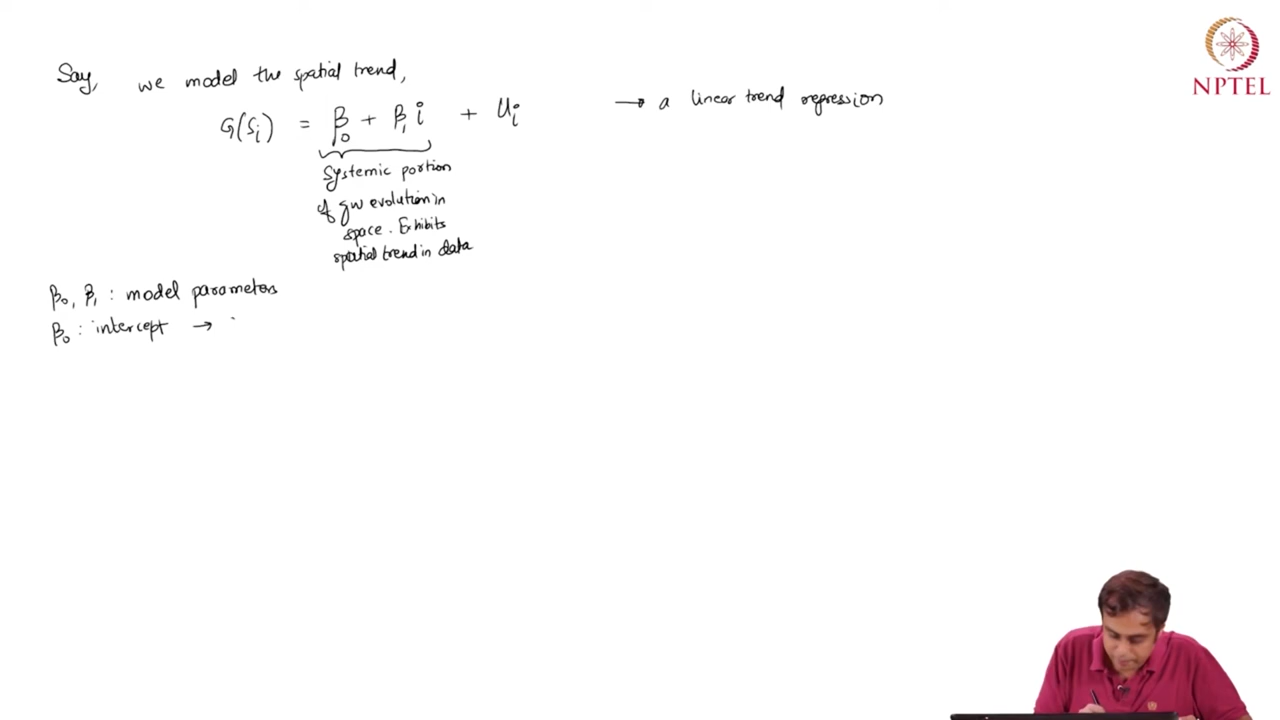 Say, we model the spatial trend,
G(Sᵢ) = β₀ + β₁ i + Uᵢ → a linear trend regression
Systemic portion
of gw evolution in
space. Exhibits
spatial trend in data
β₀, β₁ : model parameters
β₀ : intercept →
NPTEL